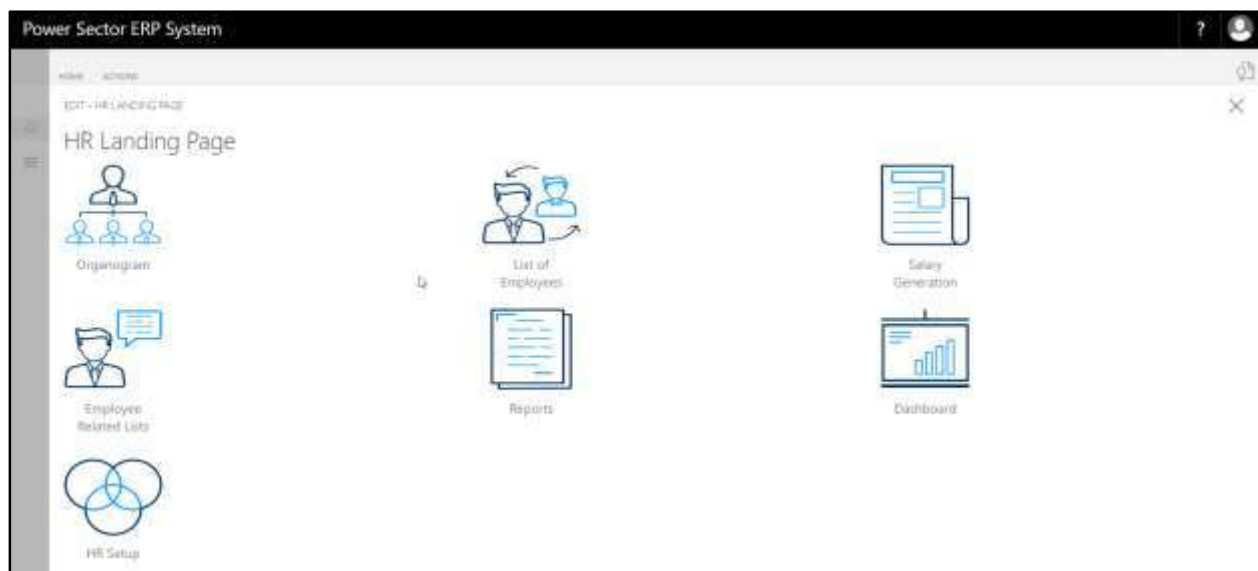 Power Sector ERP System
?
HOME ACTIONS
EDIT - HR LANDING PAGE
HR Landing Page
Organogram
List of
Employees
Salary
Generation
Employee
Related Lists
Reports
Dashboard
HR Setup